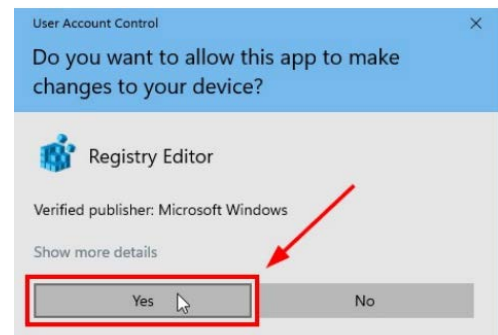 User Account Control
Do you want to allow this app to make
changes to your device?
Registry Editor
Verified publisher: Microsoft Windows
Show more details
Yes
No